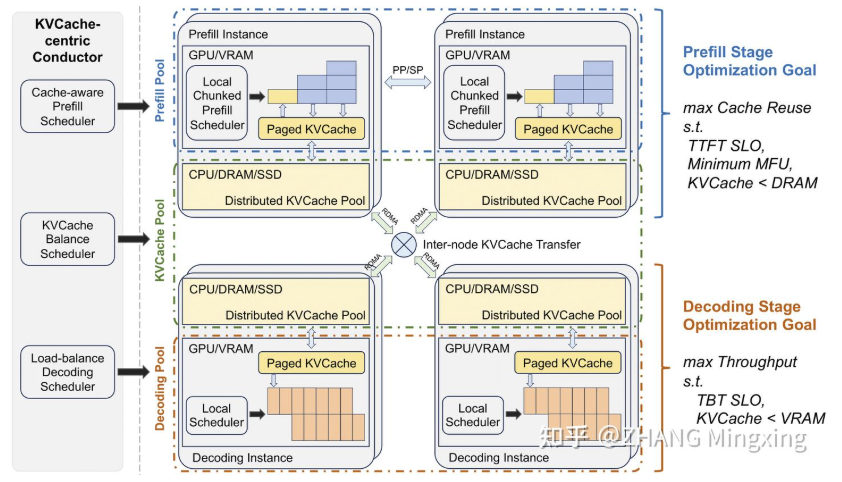 KVCache-
centric
Conductor
Cache-aware
Prefill
Scheduler
KVCache
Balance
Scheduler
Load-balance
Decoding
Scheduler
Prefill Pool
KVCache Pool
Decoding Pool
Prefill Instance
GPU/VRAM
Local
Chunked
Prefill
Scheduler
Paged KVCache
CPU/DRAM/SSD
Distributed KVCache Pool
PP/SP
Prefill Instance
GPU/VRAM
Local
Chunked
Prefill
Scheduler
Paged KVCache
CPU/DRAM/SSD
Distributed KVCache Pool
RDMA
RDMA
Inter-node KVCache Transfer
RDMA
RDMA
CPU/DRAM/SSD
Distributed KVCache Pool
GPU/VRAM
Paged KVCache
Local
Scheduler
Decoding Instance
CPU/DRAM/SSD
Distributed KVCache Pool
GPU/VRAM
Paged KVCache
Local
Scheduler
Decoding Instance
Prefill Stage
Optimization Goal
max Cache Reuse
s.t.
TTFT SLO,
Minimum MFU,
KVCache < DRAM
Decoding Stage
Optimization Goal
max Throughput
s.t.
TBT SLO,
KVCache < VRAM
知乎 @ZHANG Mingxing